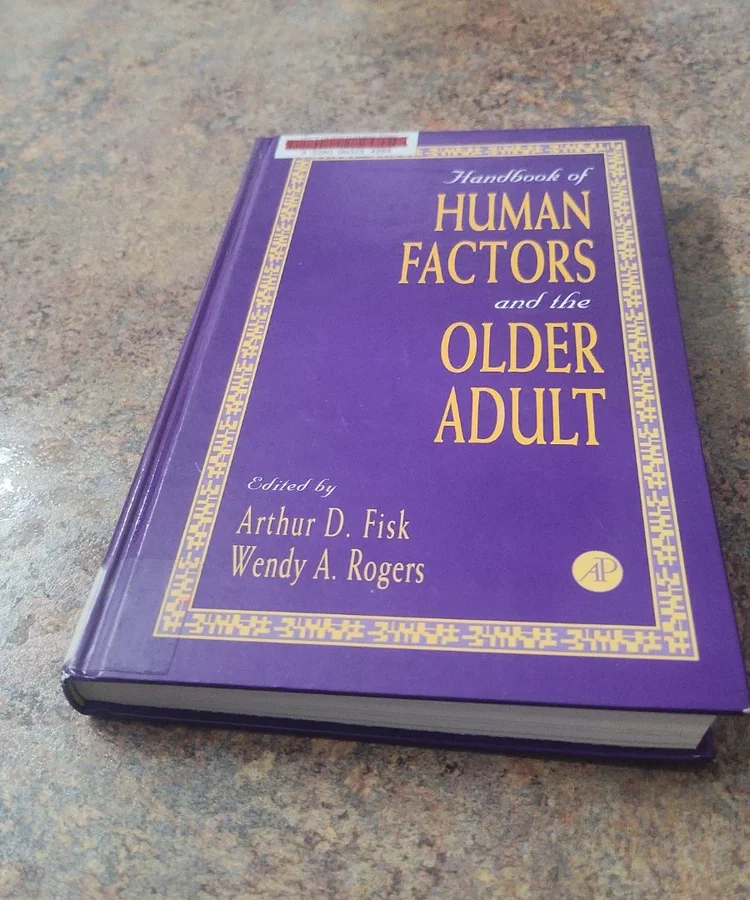 Handbook of
HUMAN
FACTORS
and the
OLDER
ADULT
Edited by
Arthur D. Fisk
Wendy A. Rogers
AP